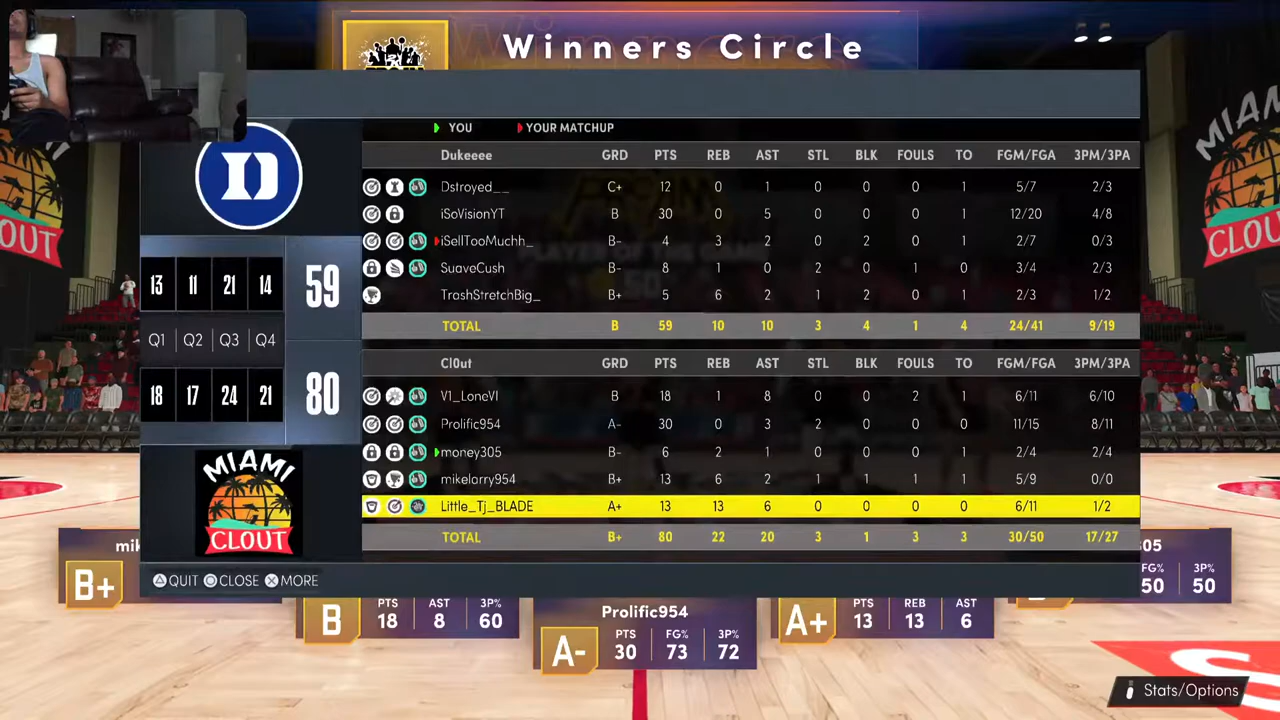 Winners Circle
YOU YOUR MATCHUP
Dukeeee GRD PTS REB AST STL BLK FOULS TO FGM/FGA 3PM/3PA
Dstroyed__ C+ 12 0 1 0 0 0 1 5/7 2/3
iSoVisionYT B 30 0 5 0 0 0 1 12/20 4/8
iSellTooMuchh_ B- 4 3 2 0 2 0 1 2/7 0/3
SuaveCush B- 8 1 0 2 0 1 0 3/4 2/3
TrashStretchBig_ B+ 5 6 2 1 2 0 1 2/3 1/2
TOTAL B 59 10 10 3 4 1 4 24/41 9/19
D
13 11 21 14 59
Q1 Q2 Q3 Q4
18 17 24 21 80
Cl0ut GRD PTS REB AST STL BLK FOULS TO FGM/FGA 3PM/3PA
V1_LoneVI B 18 1 8 0 0 2 1 6/11 6/10
Prolific954 A- 30 0 3 2 0 0 0 11/15 8/11
money305 B- 6 2 1 0 0 0 1 2/4 2/4
mikelarry954 B+ 13 6 2 1 1 1 1 5/9 0/0
Little_Tj_BLADE A+ 13 13 6 0 0 0 0 6/11 1/2
TOTAL B+ 80 22 20 3 1 3 3 30/50 17/27
MIAMI
CLOUT
QUIT CLOSE MORE
MIAMI
OUT
CL
mik
B+
B
PTS AST 3P%
18 8 60
Prolific954
A-
PTS FG% 3P%
30 73 72
A+
PTS REB AST
13 13 6
05
FG% 3P%
50 50
Stats/Options